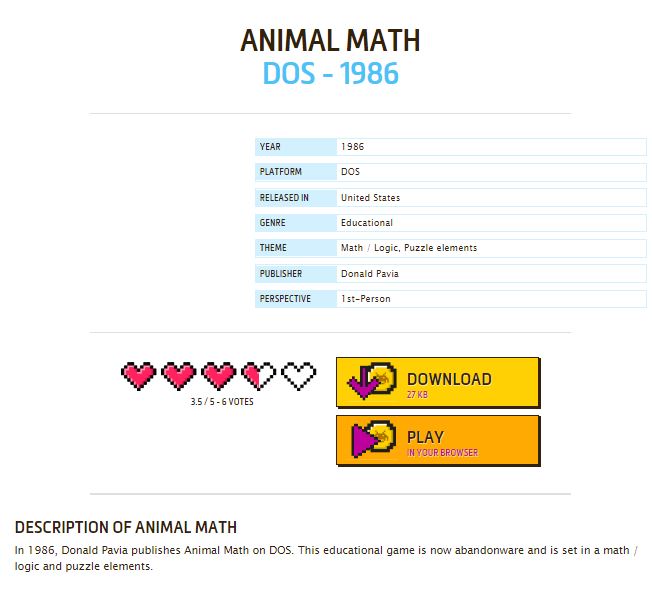 ANIMAL MATH
DOS - 1986
YEAR 1986
PLATFORM DOS
RELEASED IN United States
GENRE Educational
THEME Math / Logic, Puzzle elements
PUBLISHER Donald Pavia
PERSPECTIVE 1st-Person
3.5 / 5 - 6 VOTES
DOWNLOAD
27 KB
PLAY
IN YOUR BROWSER
DESCRIPTION OF ANIMAL MATH
In 1986, Donald Pavia publishes Animal Math on DOS. This educational game is now abandonware and is set in a math /
logic and puzzle elements.